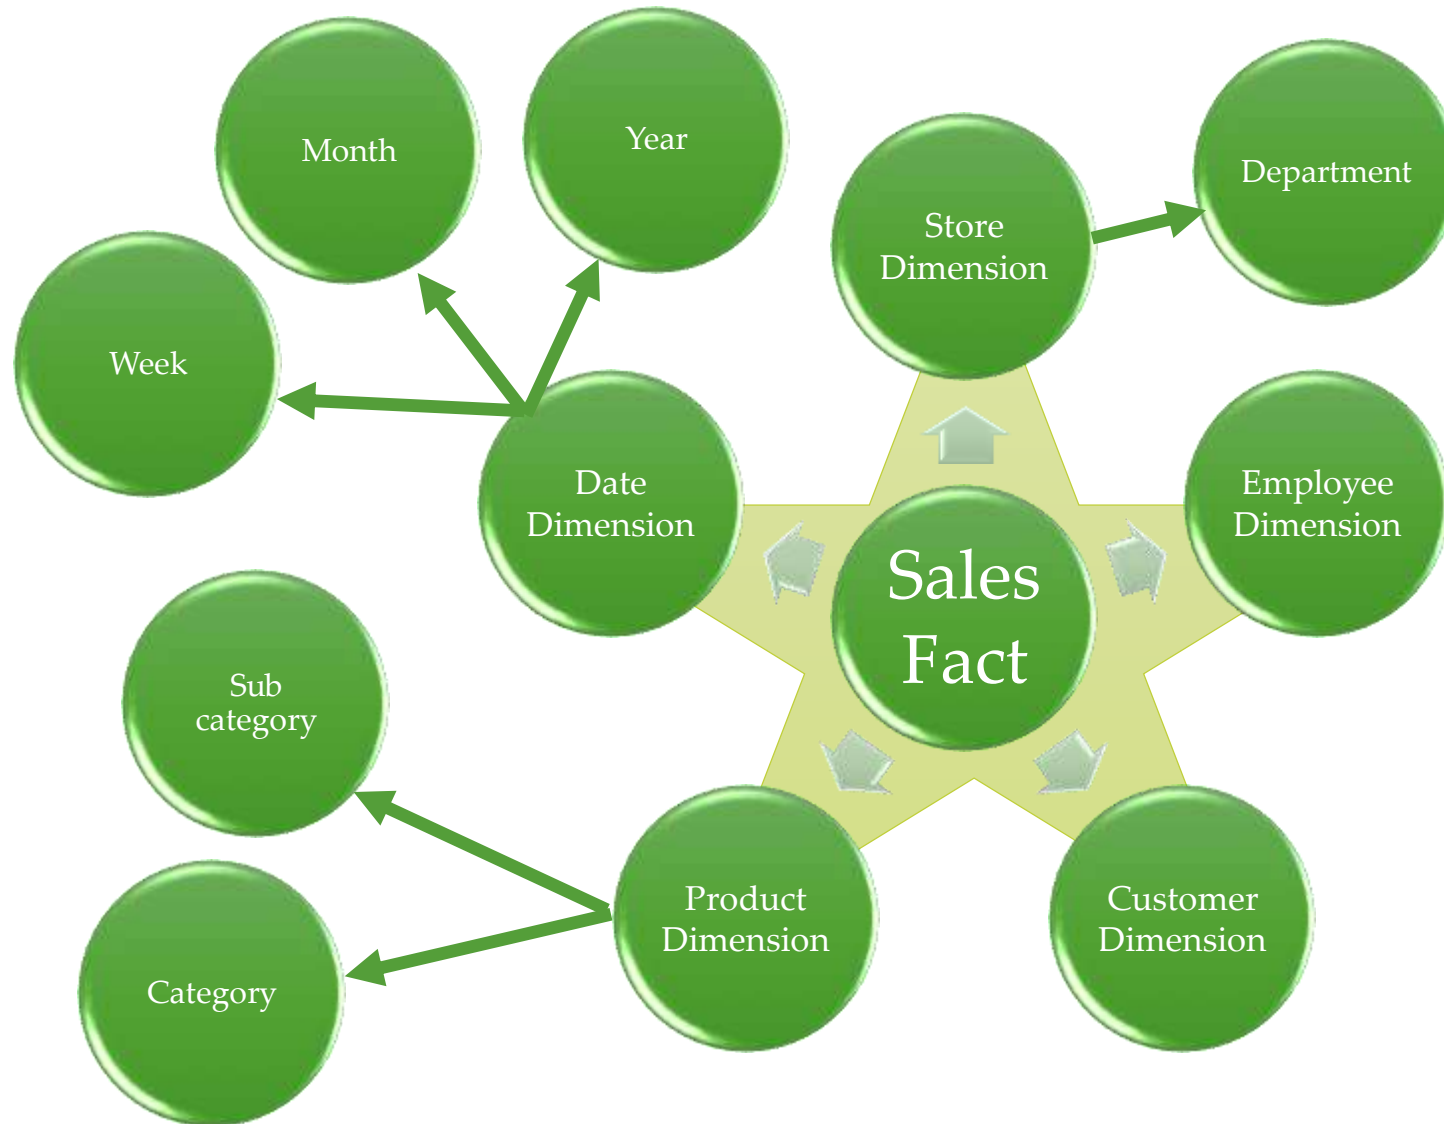 Month
Year
Department
Store
Dimension
Week
Date
Dimension
Employee
Dimension
Sales
Fact
Sub
category
Product
Dimension
Customer
Dimension
Category